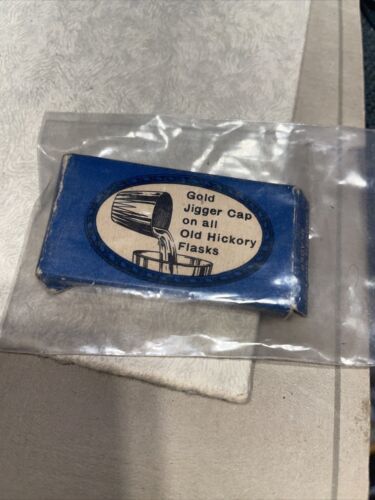 Gold
Jigger Cap
on all
Old Hickory
Flasks